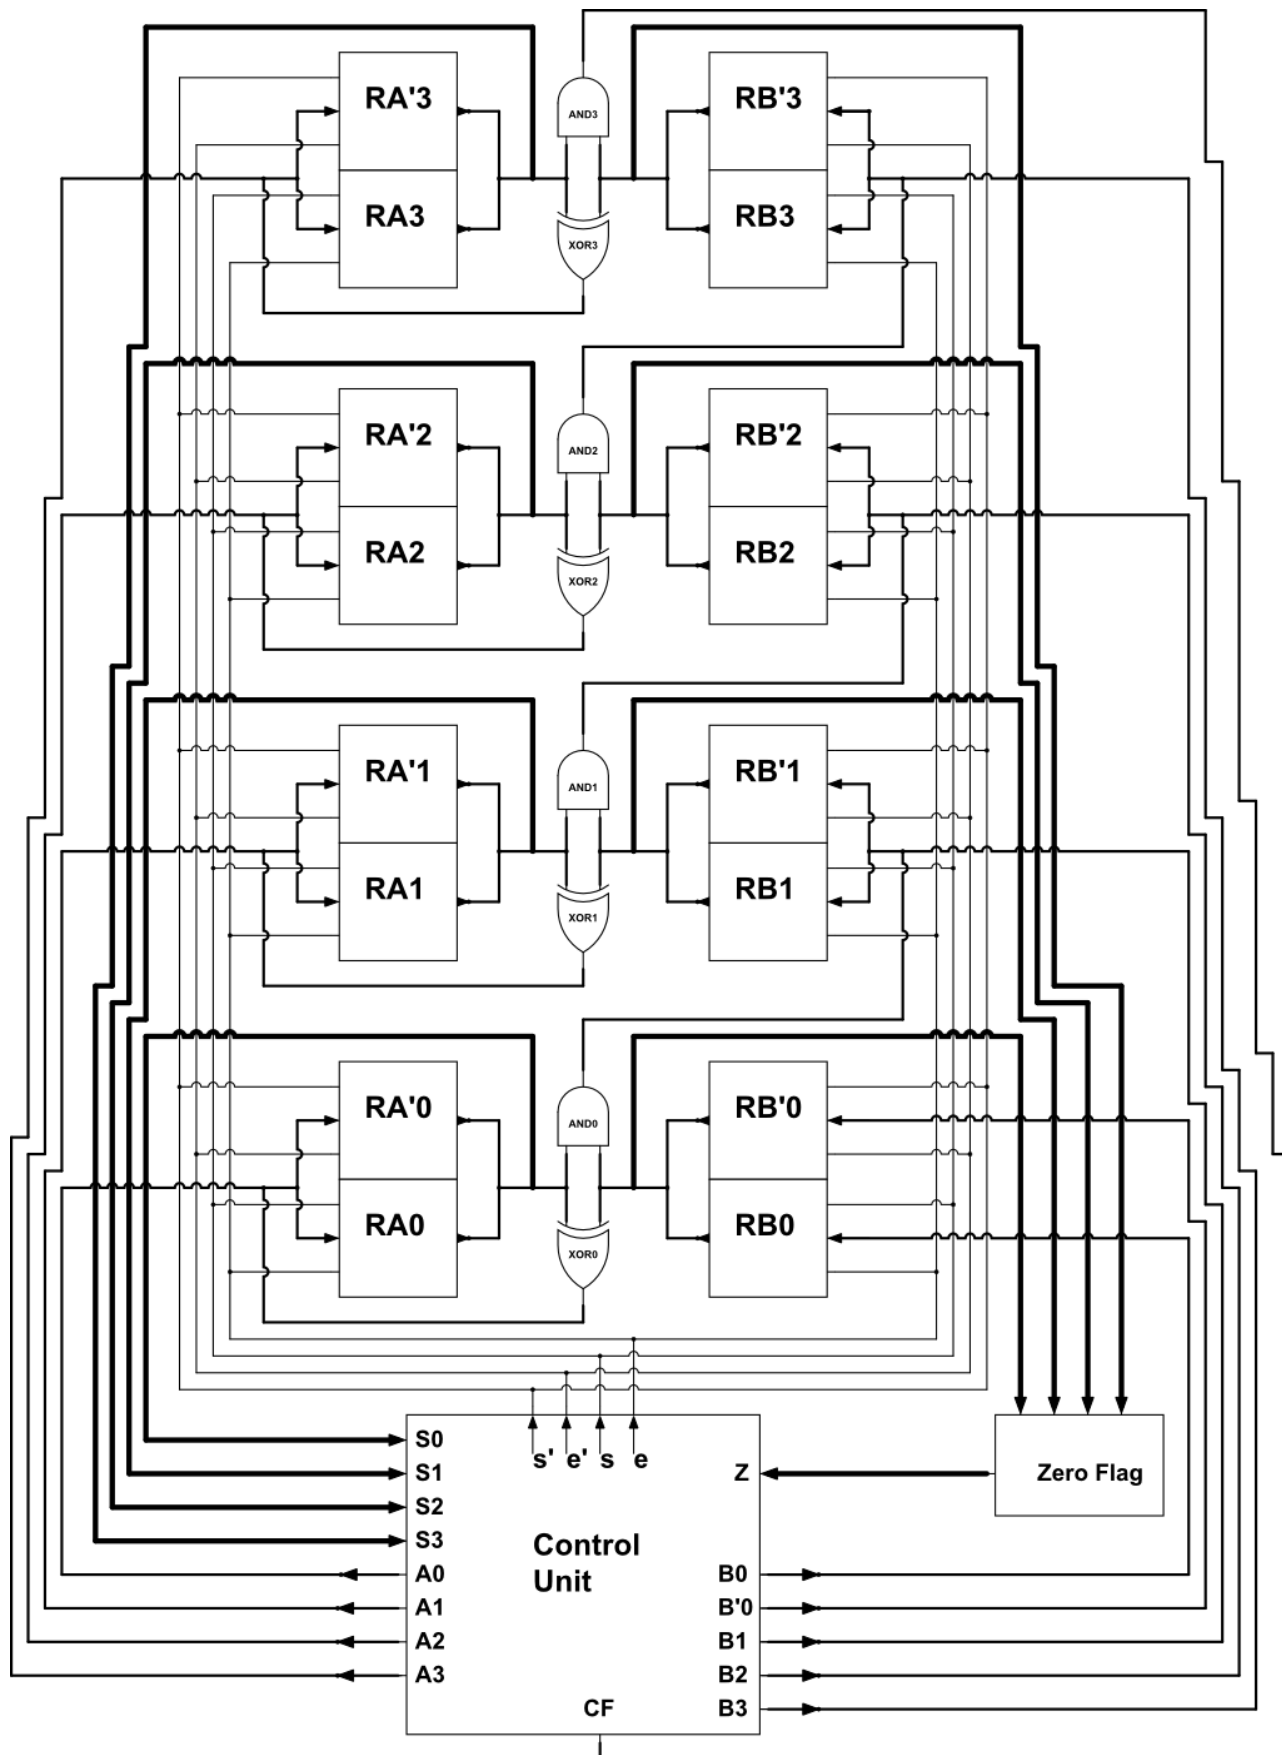 RA'3
AND3
RB'3
RA3
XOR3
RB3
RA'2
AND2
RB'2
RA2
XOR2
RB2
RA'1
AND1
RB'1
RA1
XOR1
RB1
RA'0
AND0
RB'0
RA0
XOR0
RB0
S0
s' e' s e
S1
Z
Zero Flag
S2
S3
Control
Unit
A0
B0
A1
B'0
A2
B1
A3
B2
CF
B3